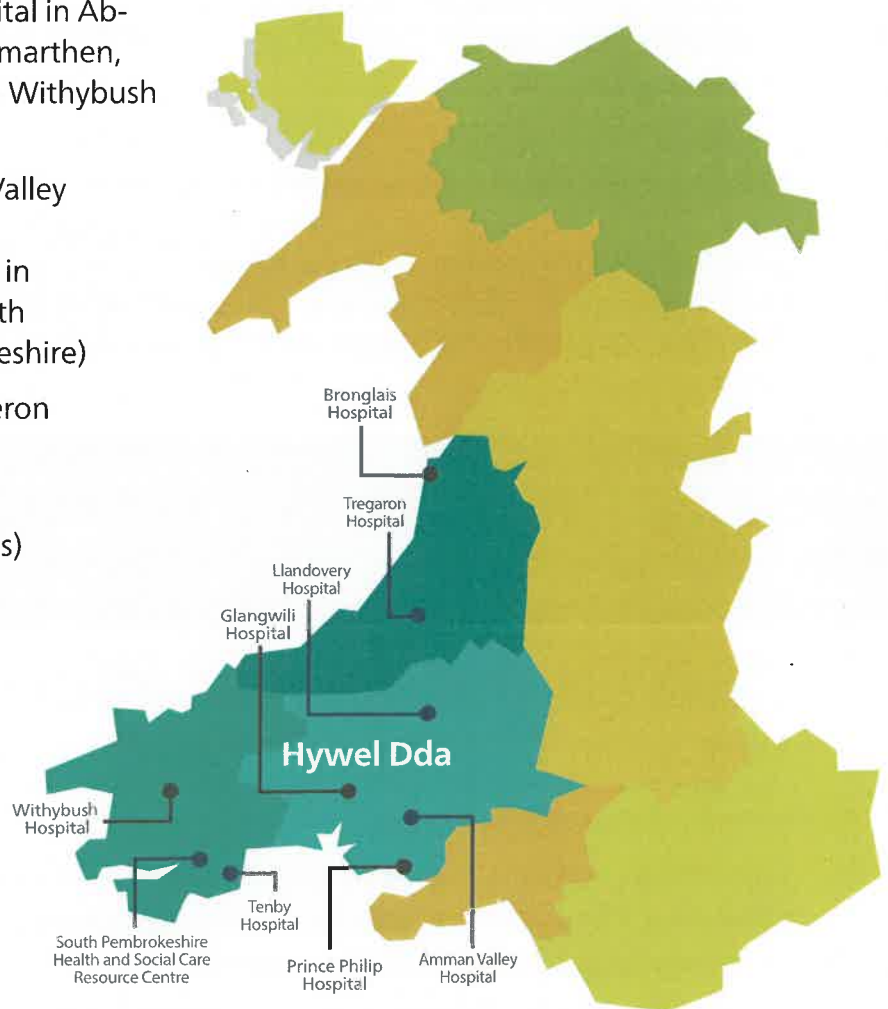 ital in Ab-
marthen,
Withybush
Valley
in
th
eshire)
eron
s)
Bronglais
Hospital
Tregaron
Hospital
Llandovery
Hospital
Glangwili
Hospital
Hywel Dda
Withybush
Hospital
Tenby
Hospital
South Pembrokeshire
Health and Social Care
Resource Centre
Prince Philip
Hospital
Amman Valley
Hospital